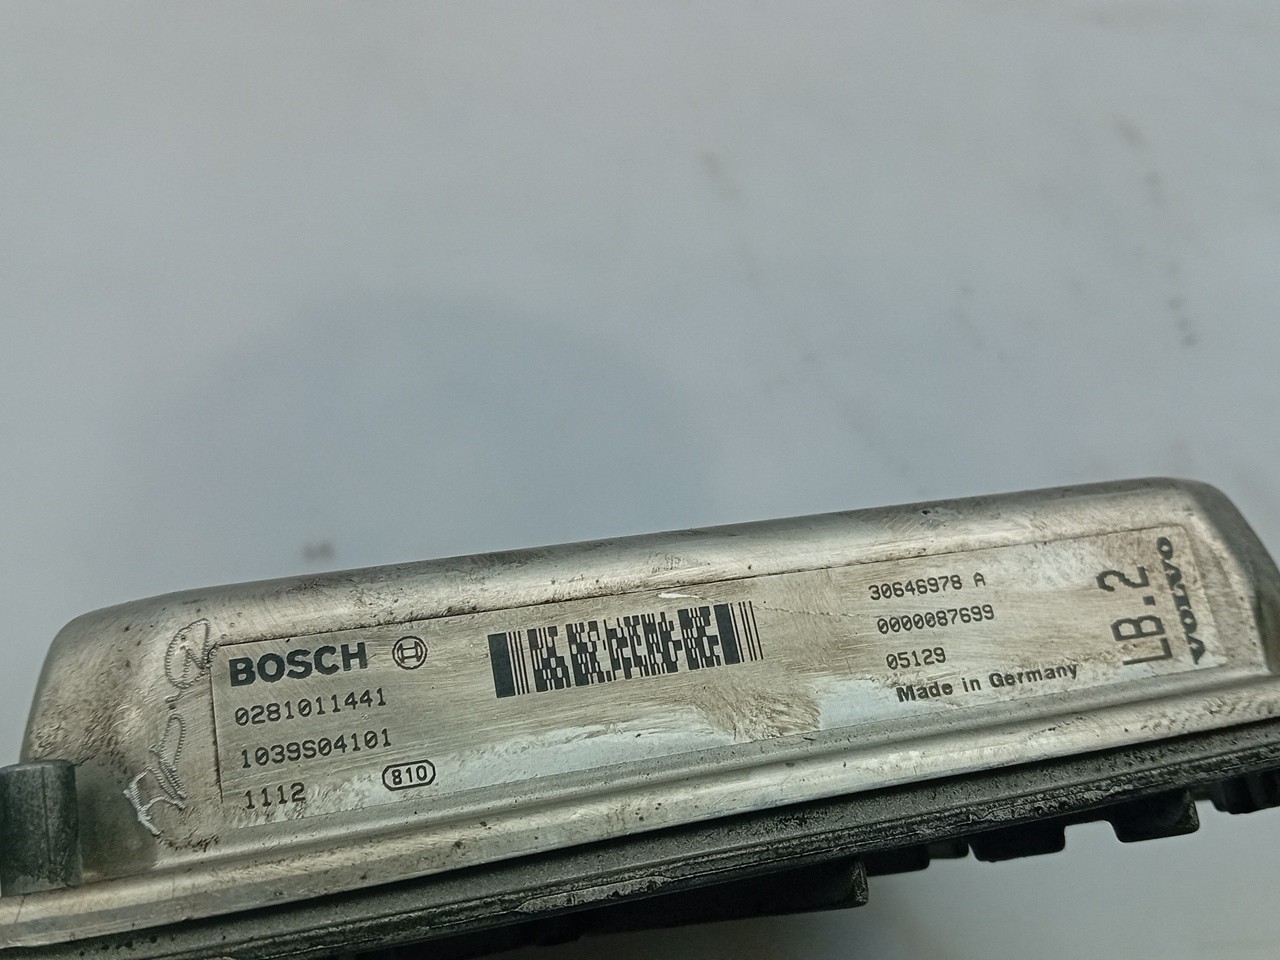 BOSCH
0281011441
1039S04101
1112
810
30646978 A
0000087699
05129
Made in Germany
LB.2
VOLVO